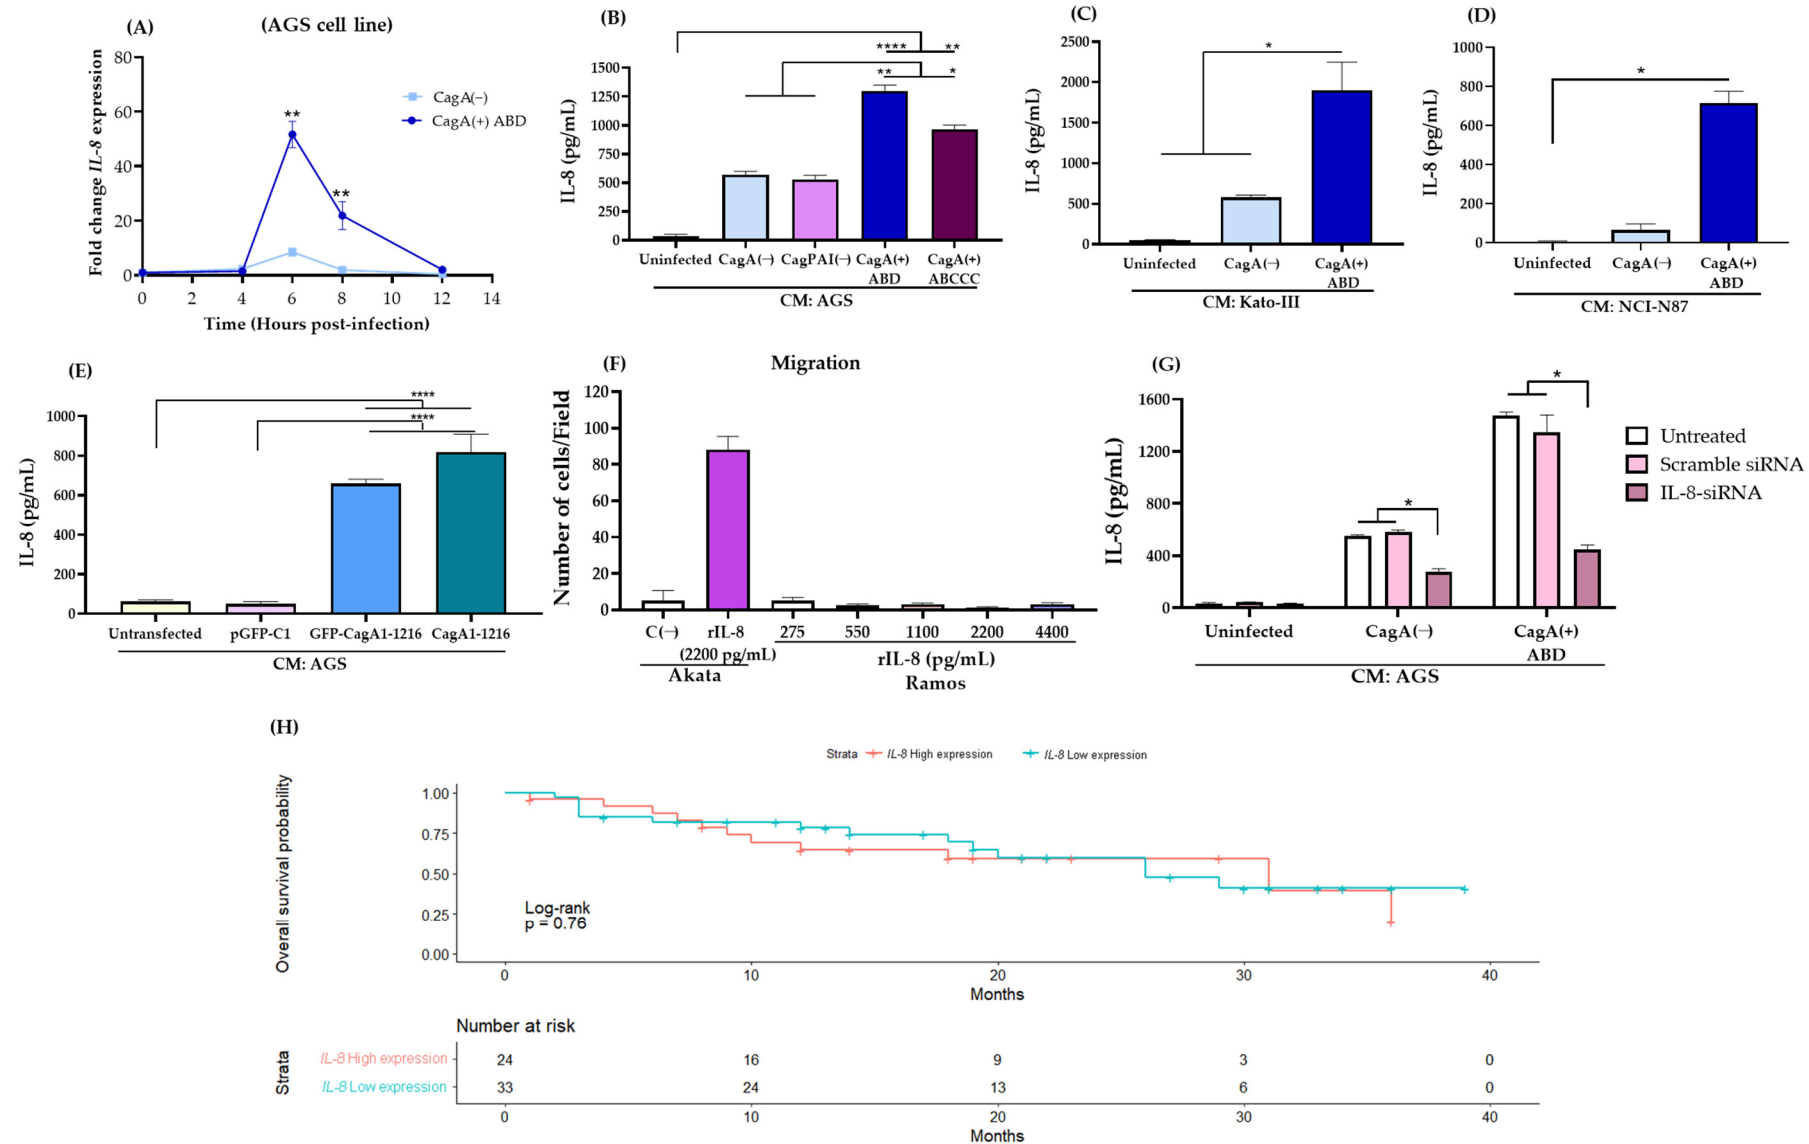 (A)
(AGS cell line)
Fold change IL-8 expression
80
60
40
20
0
0 2 4 6 8 10 12 14
Time (Hours post-infection)
**
**
CagA(−)
CagA(+) ABD
(B)
IL-8 (pg/mL)
1500
1250
1000
750
500
250
0
**** **
** *
Uninfected CagA(−) CagPAI(−) CagA(+) CagA(+)
ABD ABCCC
CM: AGS
(C)
IL-8 (pg/mL)
2500
2000
1500
1000
500
0
*
Uninfected CagA(−) CagA(+)
ABD
CM: Kato-III
(D)
IL-8 (pg/mL)
1000
800
600
400
200
0
*
Uninfected CagA(−) CagA(+)
ABD
CM: NCI-N87
(E)
IL-8 (pg/mL)
1000
800
600
400
200
0
****
****
Untransfected pGFP-C1 GFP-CagA1-1216 CagA1-1216
CM: AGS
(F)
Migration
Number of cells/Field
120
100
80
60
40
20
0
C(−) rIL-8 275 550 1100 2200 4400
(2200 pg/mL) rIL-8 (pg/mL)
Akata Ramos
(G)
IL-8 (pg/mL)
1600
1200
800
400
0
*
*
Uninfected CagA(−) CagA(+)
ABD
CM: AGS
Untreated
Scramble siRNA
IL-8-siRNA
(H)
Strata IL-8 High expression IL-8 Low expression
Overall survival probability
1.00
0.75
0.50
0.25
0.00
Log-rank
p = 0.76
0 10 20 30 40
Months
Number at risk
Strata
IL-8 High expression 24 16 9 3 0
IL-8 Low expression 33 24 13 6 0
0 10 20 30 40
Months